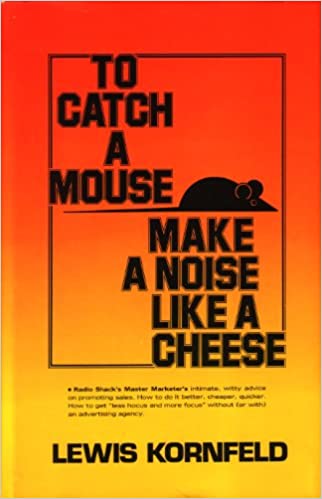 TO
CATCH
A
MOUSE
MAKE
A NOISE
LIKE A
CHEESE
• Radio Shack's Master Marketer's intimate, witty advice
on promoting sales. How to do it better, cheaper, quicker.
How to get "less hocus and more focus" without (or with)
an advertising agency.
LEWIS KORNFELD